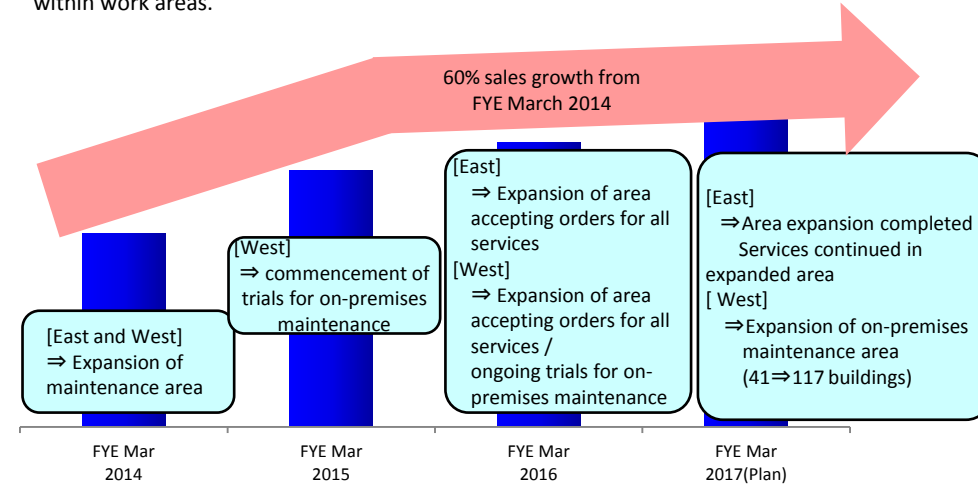 within work areas.
60% sales growth from
FYE March 2014
[East and West]
⇒ Expansion of
maintenance area
[West]
⇒ commencement of
trials for on-premises
maintenance
[East]
⇒ Expansion of area
accepting orders for all
services
[West]
⇒ Expansion of area
accepting orders for all
services /
ongoing trials for on-
premises maintenance
[East]
⇒Area expansion completed
Services continued in
expanded area
[ West]
⇒Expansion of on-premises
maintenance area
(41⇒117 buildings)
FYE Mar
2014
FYE Mar
2015
FYE Mar
2016
FYE Mar
2017(Plan)